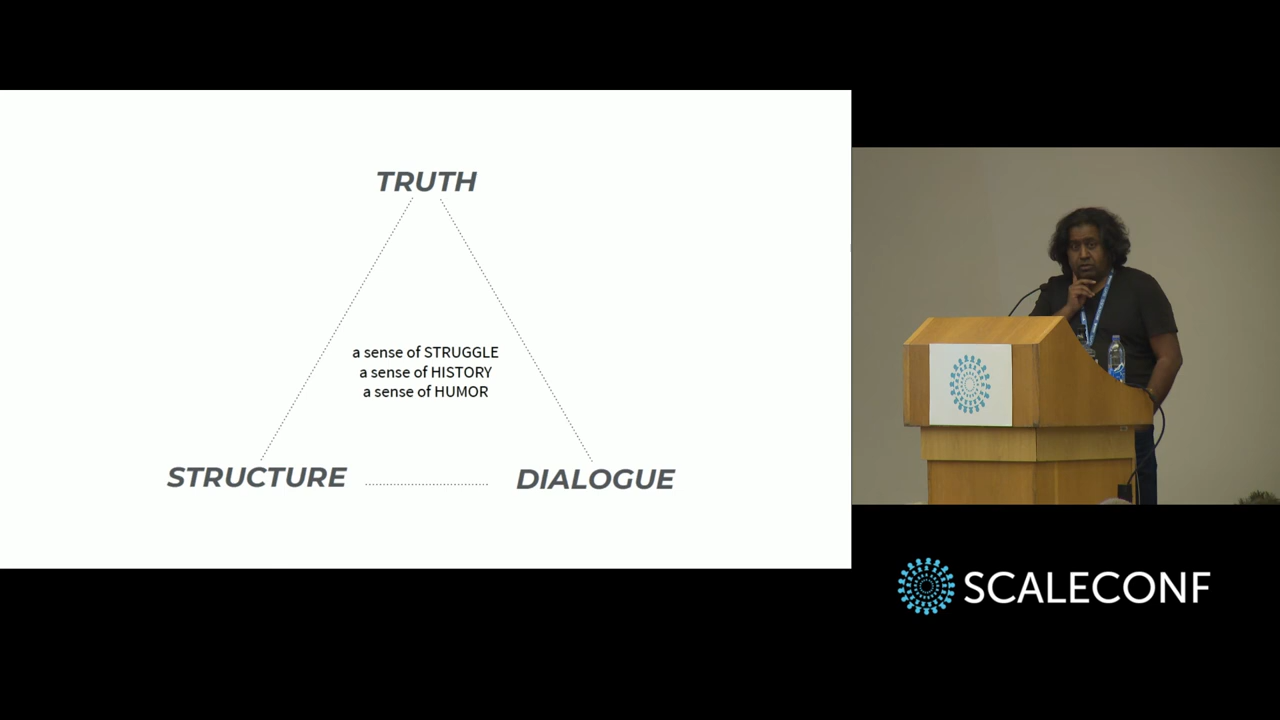 TRUTH
a sense of STRUGGLE
a sense of HISTORY
a sense of HUMOR
STRUCTURE
DIALOGUE
SCALECONF